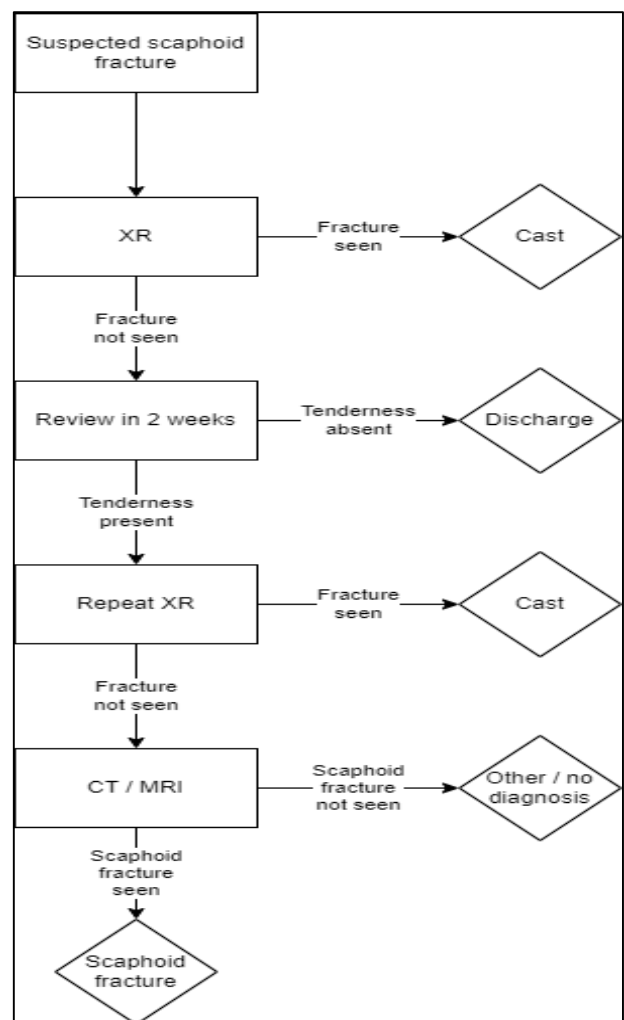 Suspected scaphoid
fracture
XR
Fracture
seen
Cast
Fracture
not seen
Review in 2 weeks
Tenderness
absent
Discharge
Tenderness
present
Repeat XR
Fracture
seen
Cast
Fracture
not seen
CT / MRI
Scaphoid
fracture
not seen
Other / no
diagnosis
Scaphoid
fracture
seen
Scaphoid
fracture